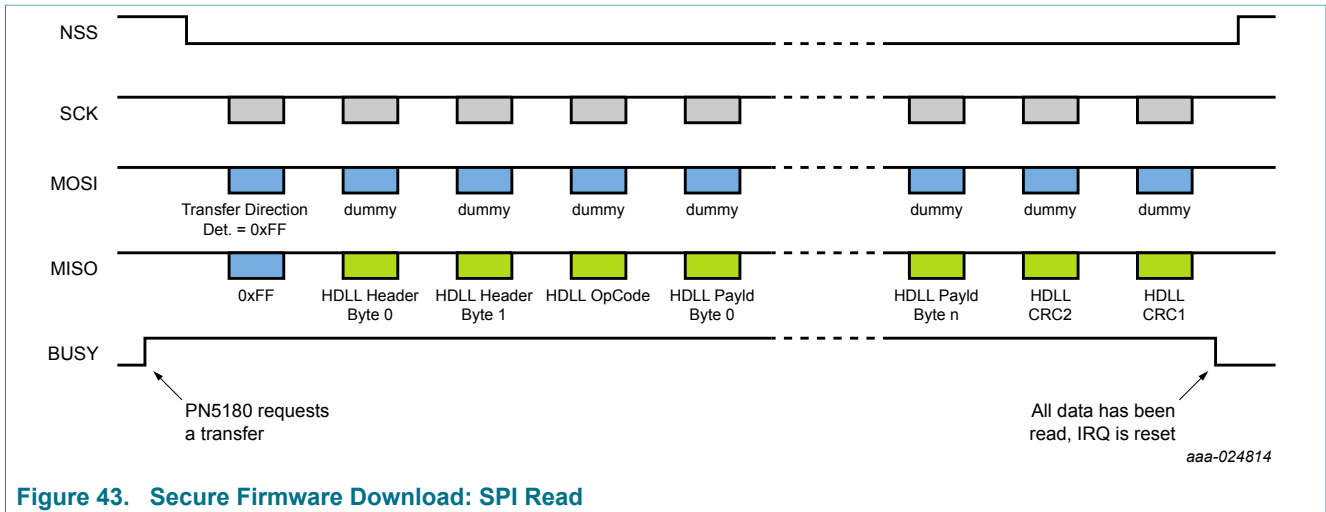 NSS
SCK
MOSI
Transfer Direction
Det. = 0xFF
dummy
dummy
dummy
dummy
dummy
dummy
dummy
MISO
0xFF
HDLL Header
Byte 0
HDLL Header
Byte 1
HDLL OpCode
HDLL Payld
Byte 0
HDLL Payld
Byte n
HDLL
CRC2
HDLL
CRC1
BUSY
PN5180 requests
a transfer
All data has been
read, IRQ is reset
aaa-024814
Figure 43. Secure Firmware Download: SPI Read